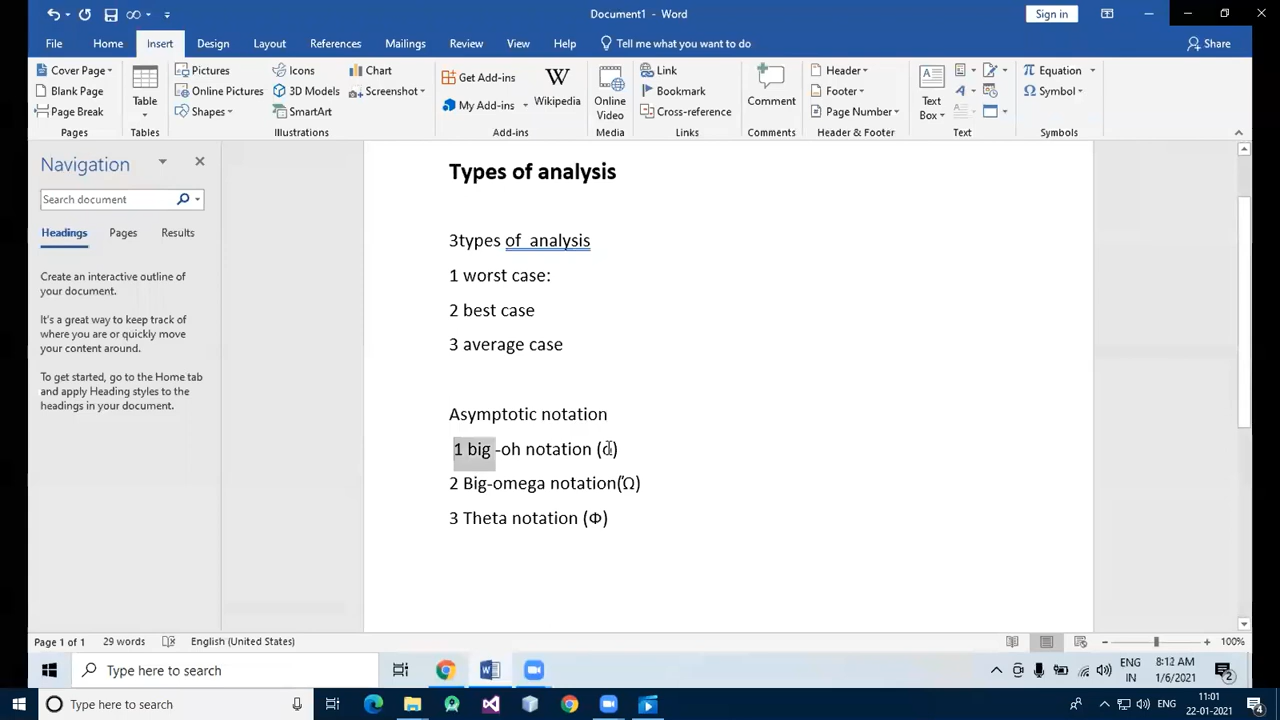 Document1 - Word
Sign in
File Home Insert Design Layout References Mailings Review View Help Tell me what you want to do Share
Cover Page
Blank Page
Page Break
Pages
Table
Tables
Pictures
Online Pictures
Shapes
Icons
3D Models
SmartArt
Chart
Screenshot
Illustrations
Get Add-ins
My Add-ins
Wikipedia
Add-ins
Online
Video
Media
Link
Bookmark
Cross-reference
Links
Comment
Comments
Header
Footer
Page Number
Header & Footer
Text
Box
Text
Equation
Symbol
Symbols
Navigation
Search document
Headings Pages Results
Create an interactive outline of
your document.
It's a great way to keep track of
where you are or quickly move
your content around.
To get started, go to the Home tab
and apply Heading styles to the
headings in your document.
Types of analysis
3types of  analysis
1 worst case:
2 best case
3 average case
Asymptotic notation
1 big -oh notation
2 Big-omega notation(Ώ)
3 Theta notation (Φ)
Page 1 of 1 29 words English (United States) 100%
Type here to search
ENG
IN
8:12 AM
1/6/2021
2
Type here to search
ENG
11:01
22-01-2021
4